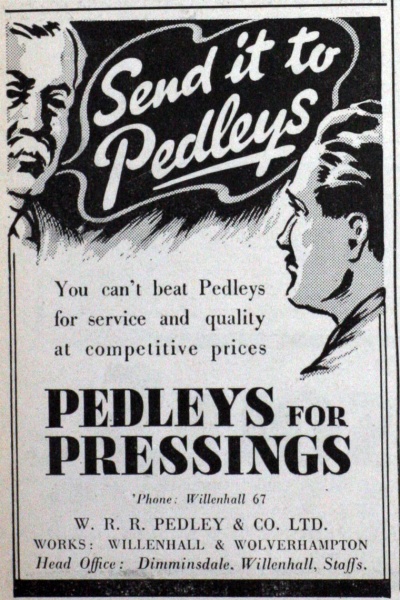 Send it to
Pedleys
You can't beat Pedleys
for service and quality
at competitive prices
PEDLEYS FOR
PRESSINGS
'Phone: Willenhall 67
W. R. R. PEDLEY & CO. LTD.
WORKS: WILLENHALL & WOLVERHAMPTON
Head Office: Dimminsdale, Willenhall, Staffs.